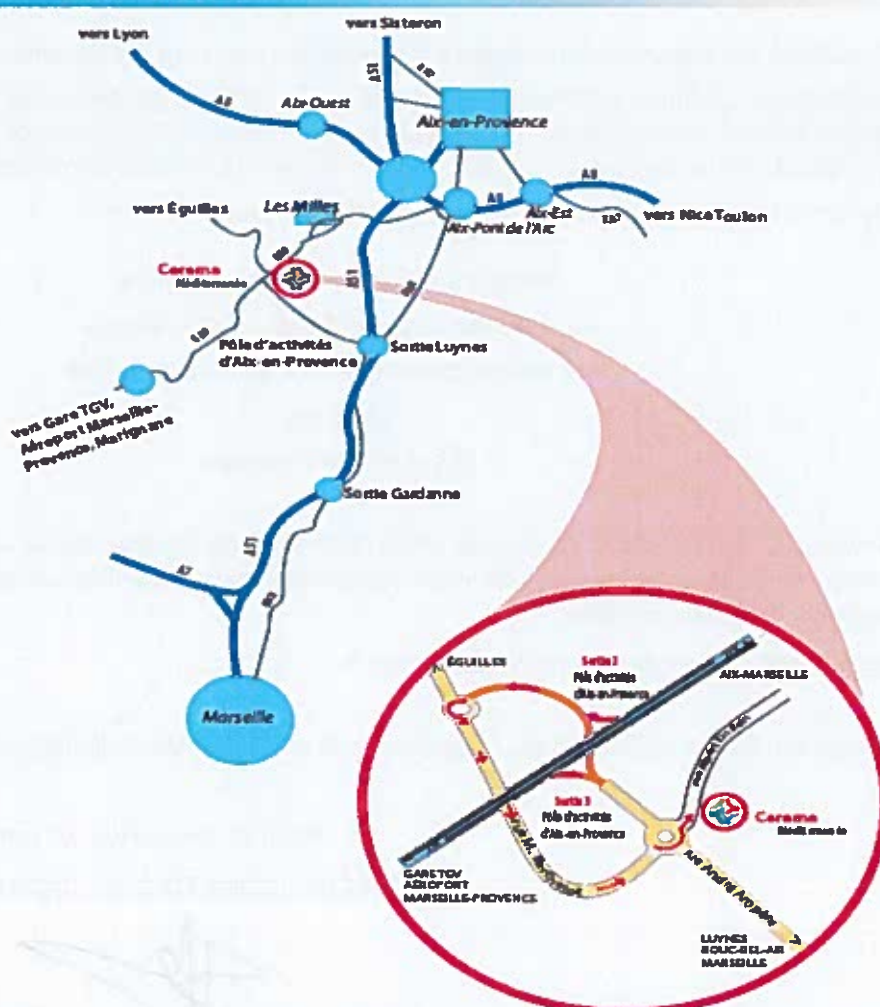 vers Lyon
vers Sisteron
A8
Aix-Ouest
A51
Aix-en-Provence
A8
A8
Aix-Est
vers Nice Toulon
Aix-Pont de l'Arc
vers Éguilles
Les Milles
Cerema
Méditerranée
A51
Pôle d'activités
d'Aix-en-Provence
Sortie Luynes
vers Gare TGV,
Aéroport Marseille-
Provence, Marignane
Sortie Gardanne
A51
A7
Marseille
ÉGUILLES
Sortie 2
Pôle d'activités
d'Aix-en-Provence
AIX-MARSEILLE
Sortie 3
Pôle d'activités
d'Aix-en-Provence
Cerema
Méditerranée
GARE TGV
AÉROPORT
MARSEILLE-PROVENCE
Ave André Ampère
LUYNES
BOUC-BEL-AIR
MARSEILLE